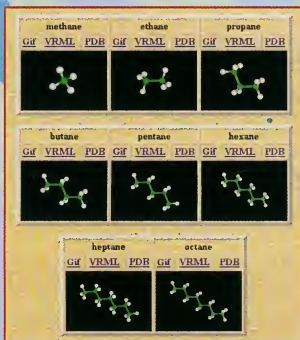 methane ethane propane
Gif VRML PDB Gif VRML PDB Gif VRML PDB
butane pentane hexane
Gif VRML PDB Gif VRML PDB Gif VRML PDB
heptane octane
Gif VRML PDB Gif VRML PDB